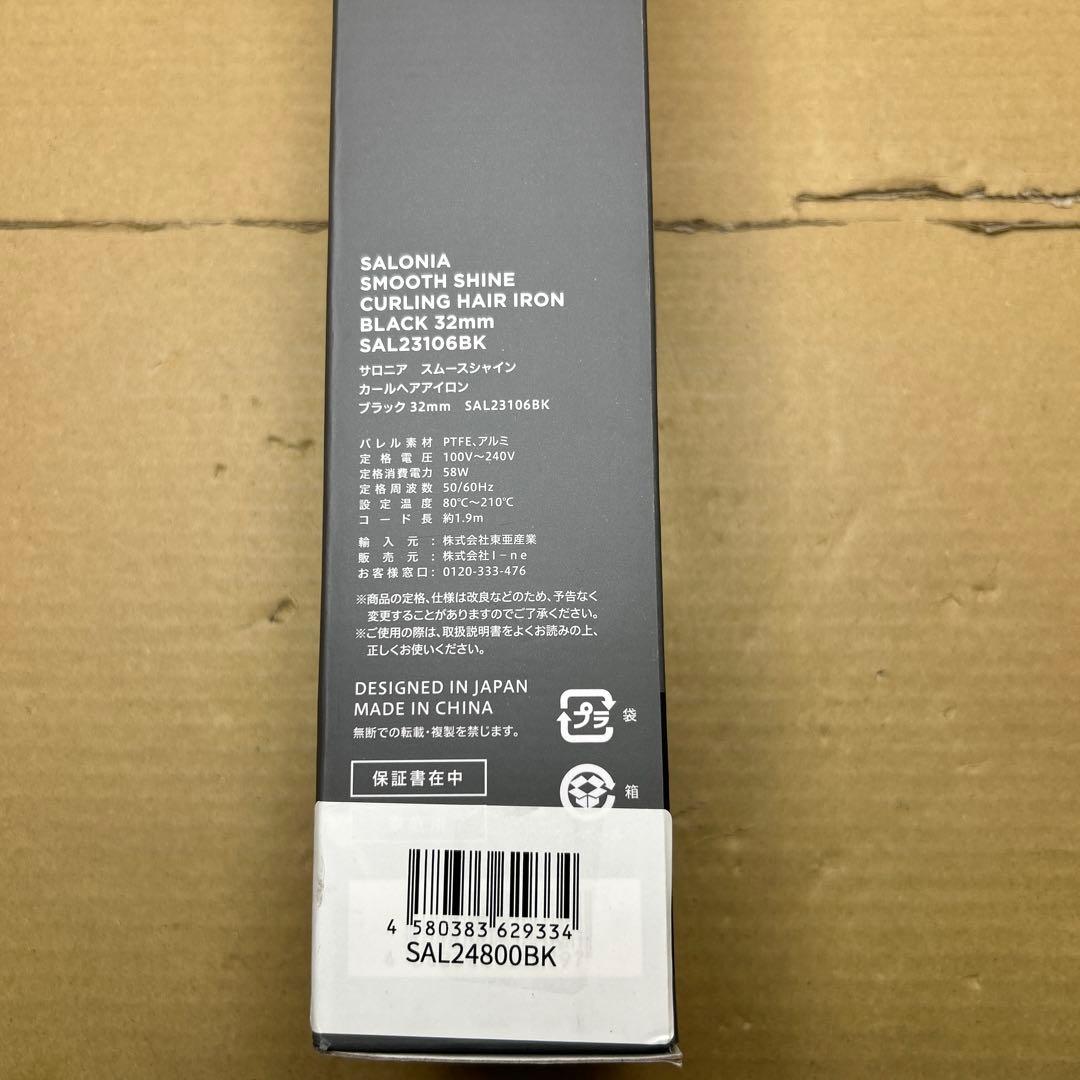 SALONIA
SMOOTH SHINE
CURLING HAIR IRON
BLACK 32mm
SAL23106BK
サロニア　スムースシャイン
カールヘアアイロン
ブラック 32mm　SAL23106BK
バレル素材 PTFE、アルミ
定格電圧 100V〜240V
定格消費電力 58W
定格周波数 50/60Hz
設定温度 80℃〜210℃
コード長 約1.9m
輸入元：株式会社東亜産業
販売元：株式会社I-ne
お客様窓口：0120-333-476
※商品の定格、仕様は改良などのため、予告なく
変更することがありますのでご了承ください。
※ご使用の際は、取扱説明書をよくお読みの上、
正しくお使いください。
DESIGNED IN JAPAN
MADE IN CHINA
無断での転載・複製を禁じます。
プラ 袋
保証書在中
箱
4 580383 629334
SAL24800BK